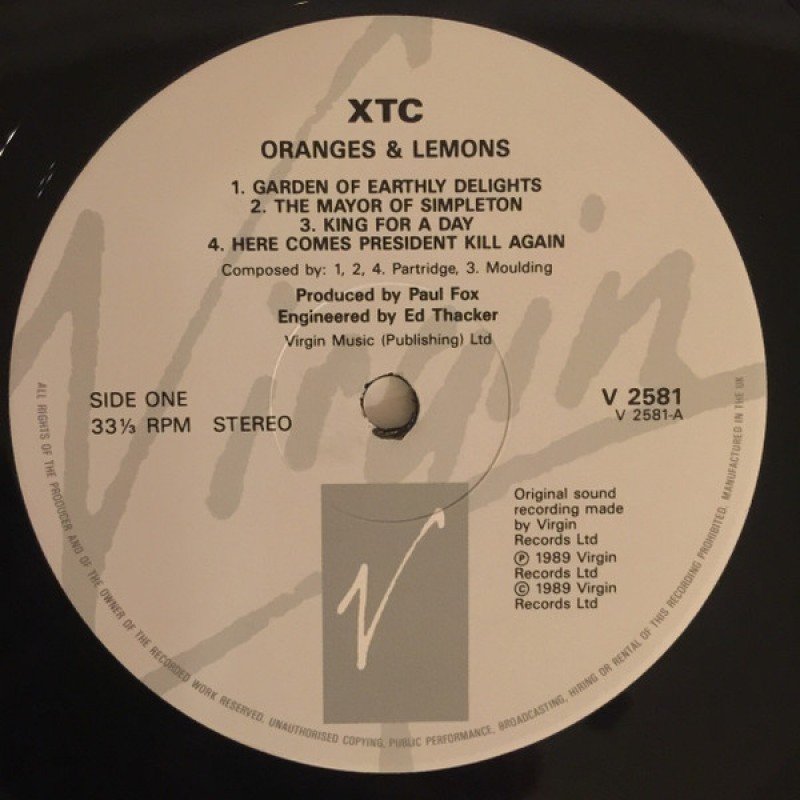 XTC
ORANGES & LEMONS
1. GARDEN OF EARTHLY DELIGHTS
2. THE MAYOR OF SIMPLETON
3. KING FOR A DAY
4. HERE COMES PRESIDENT KILL AGAIN
Composed by: 1, 2, 4. Partridge, 3. Moulding
Produced by Paul Fox
Engineered by Ed Thacker
Virgin Music (Publishing) Ltd
SIDE ONE
33⅓ RPM STEREO
V 2581
V 2581-A
Original sound
recording made
by Virgin
Records Ltd
℗ 1989 Virgin
Records Ltd
© 1989 Virgin
Records Ltd
Virgin
V
ALL RIGHTS OF THE PRODUCER AND OF THE OWNER OF THE RECORDED WORK RESERVED. UNAUTHORISED COPYING, PUBLIC PERFORMANCE, BROADCASTING, HIRING OR RENTAL OF THIS RECORDING PROHIBITED. MANUFACTURED IN THE UK